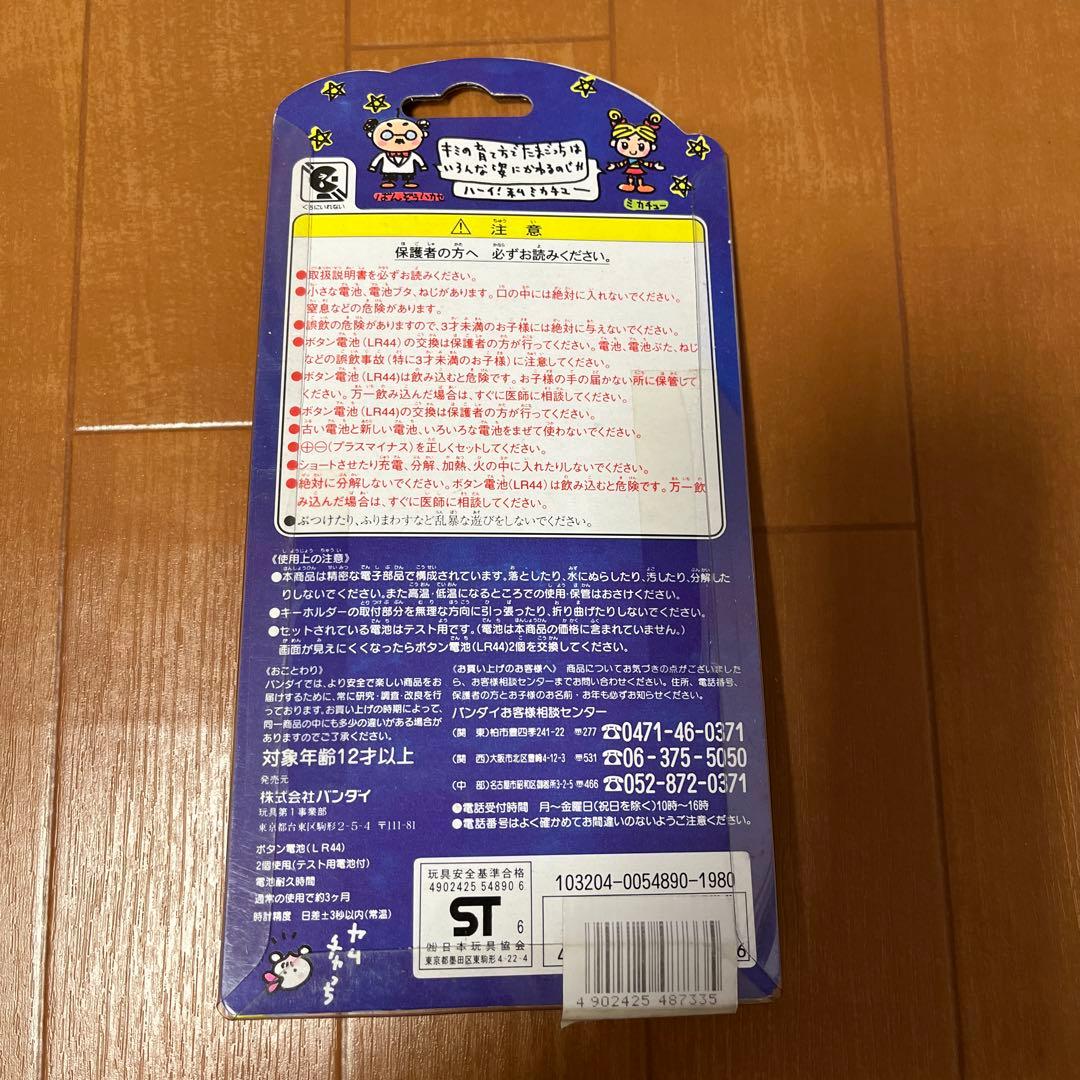 キミの育て方でたまごっちは
いろんな姿にかわるのじゃ
ハーイ!私ミカチュー
ばんぞうハカセ
ミカチュー
くちにいれない
注意
保護者の方へ 必ずお読みください。
●取扱説明書を必ずお読みください。
●小さな電池、電池ブタ、ねじがあります。口の中には絶対に入れないでください。
窒息などの危険があります。
●誤飲の危険がありますので、3才未満のお子様には絶対に与えないでください。
●ボタン電池(LR44)の交換は保護者の方が行ってください。電池、電池ぶた、ねじ
などの誤飲事故(特に3才未満のお子様)に注意してください。
●ボタン電池(LR44)は飲み込むと危険です。お子様の手の届かない所に保管して
ください。万一飲み込んだ場合は、すぐに医師に相談してください。
●ボタン電池(LR44)の交換は保護者の方が行ってください。
●古い電池と新しい電池、いろいろな電池をまぜて使わないでください。
●⊕⊖(プラスマイナス)を正しくセットしてください。
●ショートさせたり充電、分解、加熱、火の中に入れたりしないでください。
●絶対に分解しないでください。ボタン電池(LR44)は飲み込むと危険です。万一飲
み込んだ場合は、すぐに医師に相談してください。
●ぶつけたり、ふりまわすなど乱暴な遊びをしないでください。
《使用上の注意》
●本商品は精密な電子部品で構成されています。落としたり、水にぬらしたり、汚したり、分解した
りしないでください。また高温・低温になるところでの使用・保管はおさけください。
●キーホルダーの取付部分を無理な方向に引っ張ったり、折り曲げたりしないでください。
●セットされている電池はテスト用です。(電池は本商品の価格に含まれていません。)
画面が見えにくくなったらボタン電池(LR44)2個を交換してください。
《おことわり》
バンダイでは、より安全で楽しい商品をお
届けするために、常に研究・調査・改良を行
っております。お買い上げの時期によって、
同一商品の中にも多少の違いがある場合が
ありますのでご了承ください。
対象年齢12才以上
発売元
株式会社バンダイ
玩具第1事業部
東京都台東区駒形2-5-4 〒111-81
ボタン電池(LR44)
2個使用(テスト用電池付)
電池耐久時間
通常の使用で約3ヶ月
時計精度 日差±3秒以内(常温)
《お買い上げのお客様へ》 商品についてお気づきの点がございました
ら、お客様相談センターまでお問い合わせください。住所、電話番号、
保護者の方とお子様のお名前・お年も必ずお知らせください。
バンダイお客様相談センター
(関 東)柏市豊四季241-22 〒277 ☎0471-46-0371
(関 西)大阪市北区豊崎4-12-3 〒531 ☎06-375-5050
(中 部)名古屋市昭和区御器所3-2-5 〒466 ☎052-872-0371
●電話受付時間 月〜金曜日(祝日を除く)10時〜16時
●電話番号はよく確かめてお間違いのないようご注意ください。
玩具安全基準合格
4902425 54890 6
ST 6
㈳日本玩具協会
東京都墨田区東駒形4-22-4
103204-0054890-1980
4
6
4 902425 487335